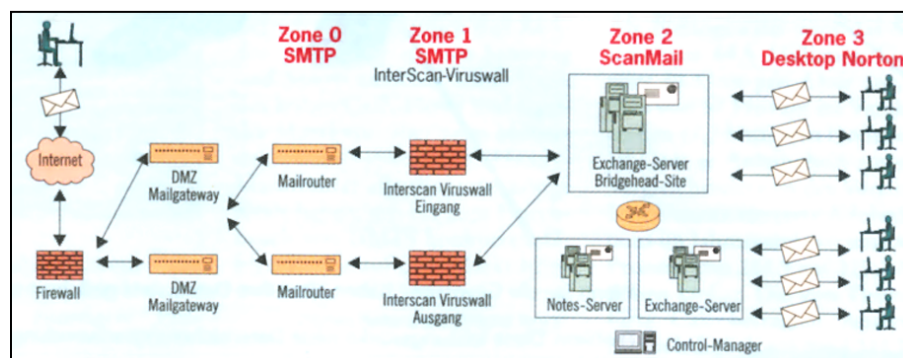 Zone 0
SMTP
Zone 1
SMTP
InterScan-Viruswall
Zone 2
ScanMail
Zone 3
Desktop Norton
Internet
Firewall
DMZ
Mailgateway
DMZ
Mailgateway
Mailrouter
Mailrouter
Interscan Viruswall
Eingang
Interscan Viruswall
Ausgang
Exchange-Server
Bridgehead-Site
Notes-Server
Exchange-Server
Control-Manager